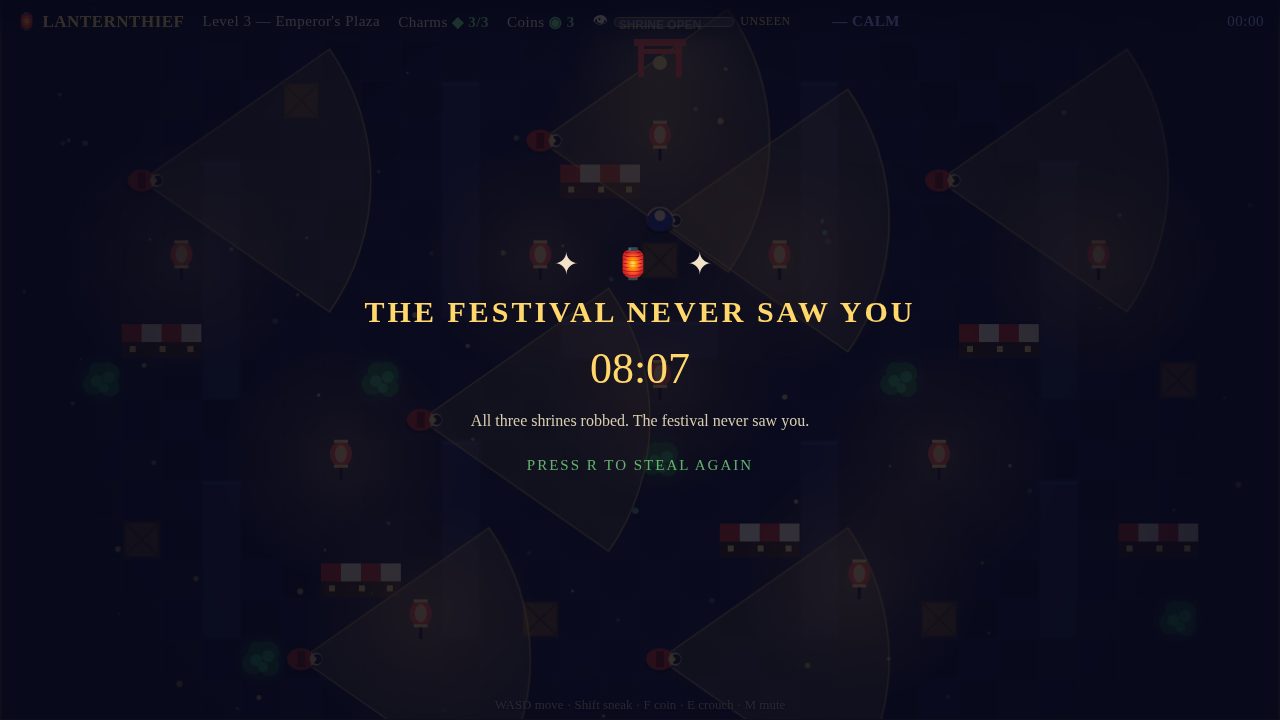 LANTERNTHIEF Level 3 — Emperor's Plaza Charms ◆ 3/3 Coins ◉ 3 SHRINE OPEN UNSEEN — CALM 00:00
THE FESTIVAL NEVER SAW YOU
08:07
All three shrines robbed. The festival never saw you.
PRESS R TO STEAL AGAIN
WASD move · Shift sneak · F coin · E crouch · M mute